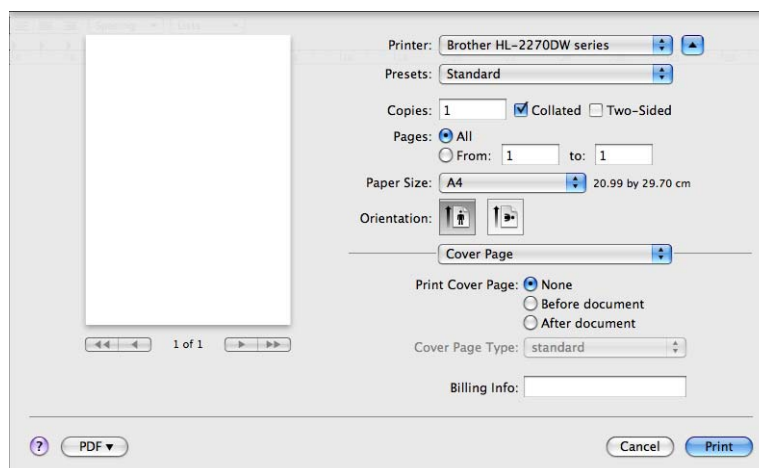 Spacing
Lists
Printer: Brother HL-2270DW series
Presets: Standard
Copies: 1 Collated Two-Sided
Pages: All
From: 1 to: 1
Paper Size: A4 20.99 by 29.70 cm
Orientation:
Cover Page
Print Cover Page: None
Before document
After document
1 of 1
Cover Page Type: standard
Billing Info:
? PDF Cancel Print